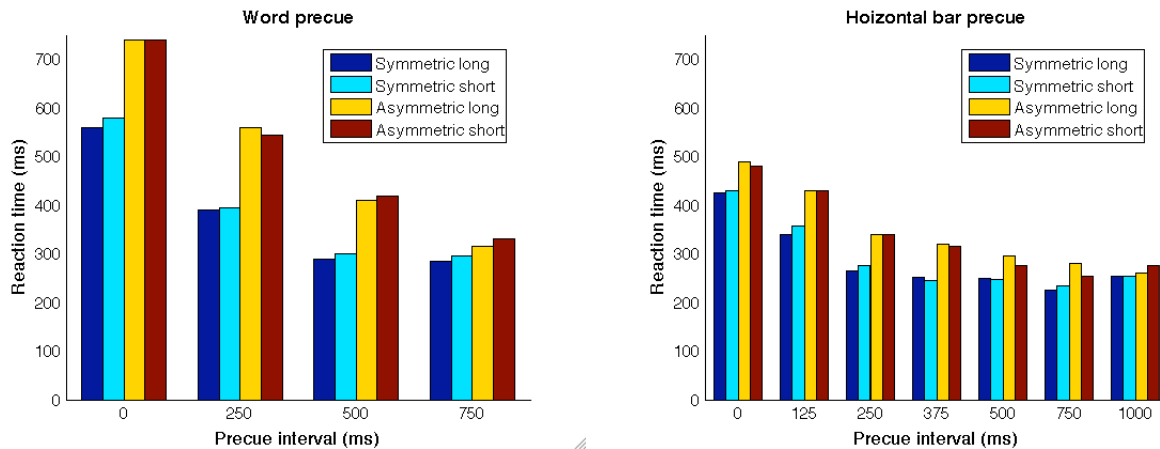 Word precue
Symmetric long
Symmetric short
Asymmetric long
Asymmetric short
Reaction time (ms)
700
600
500
400
300
200
100
0
0 250 500 750
Precue interval (ms)
Hoizontal bar precue
Symmetric long
Symmetric short
Asymmetric long
Asymmetric short
Reaction time (ms)
700
600
500
400
300
200
100
0
0 125 250 375 500 750 1000
Precue interval (ms)